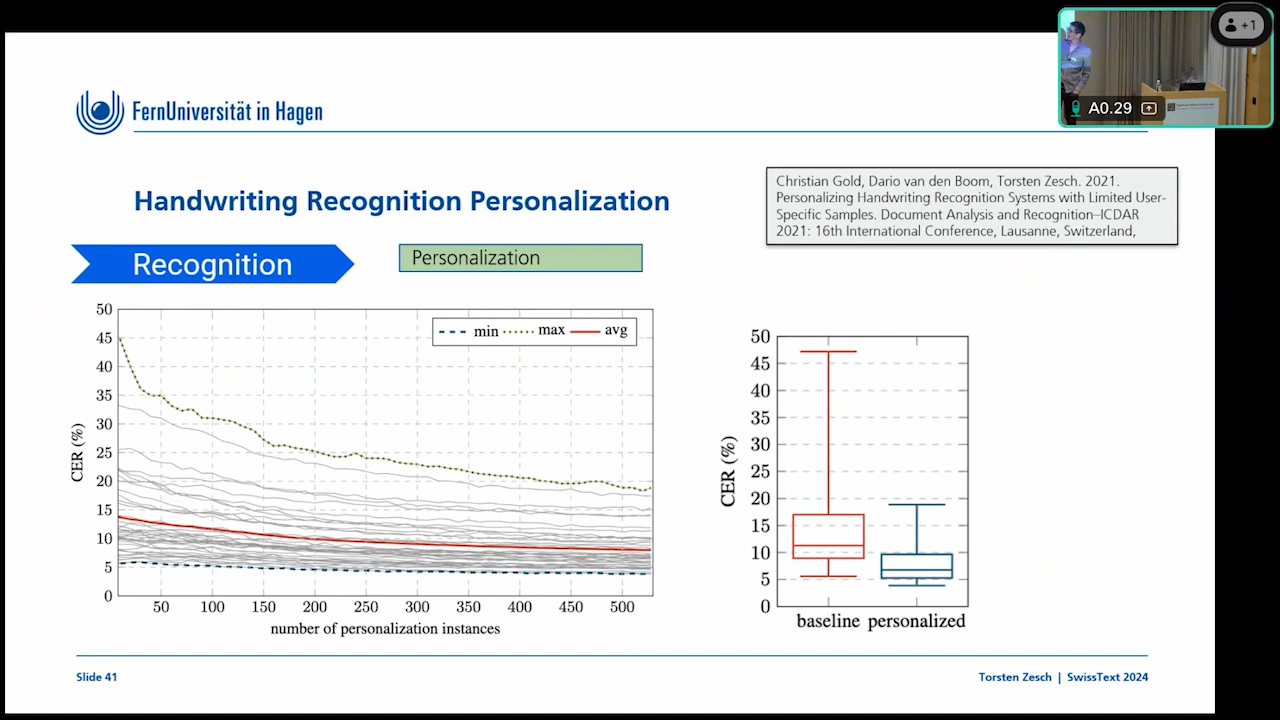 +1
A0.29
FernUniversität in Hagen
Handwriting Recognition Personalization
Christian Gold, Dario van den Boom, Torsten Zesch. 2021.
Personalizing Handwriting Recognition Systems with Limited User-
Specific Samples. Document Analysis and Recognition–ICDAR
2021: 16th International Conference, Lausanne, Switzerland,
Recognition
Personalization
50
45
40
35
30
25
20
15
10
5
0
CER (%)
min max avg
50 100 150 200 250 300 350 400 450 500
number of personalization instances
50
45
40
35
30
25
20
15
10
5
0
CER (%)
baseline personalized
Slide 41
Torsten Zesch | SwissText 2024